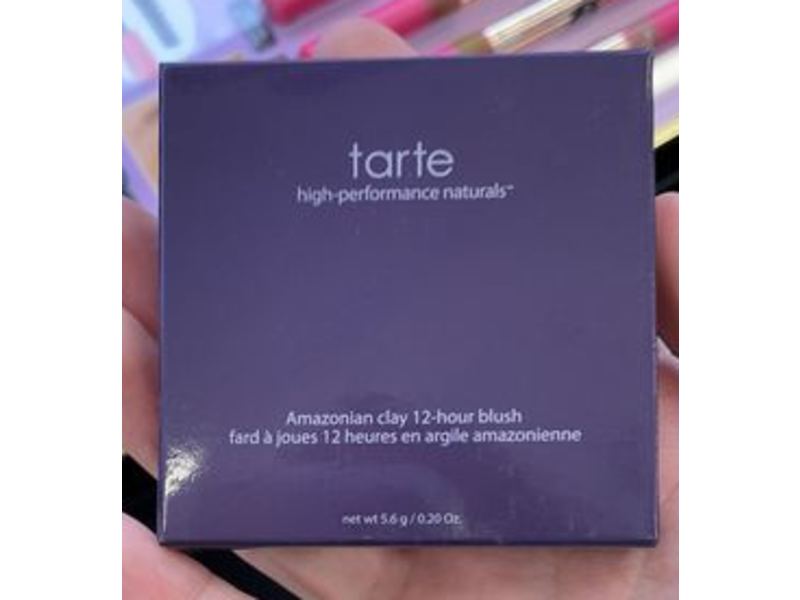 tarte
high-performance naturals™
Amazonian clay 12-hour blush
fard à joues 12 heures en argile amazonienne
net wt 5.6 g / 0.20 Oz.